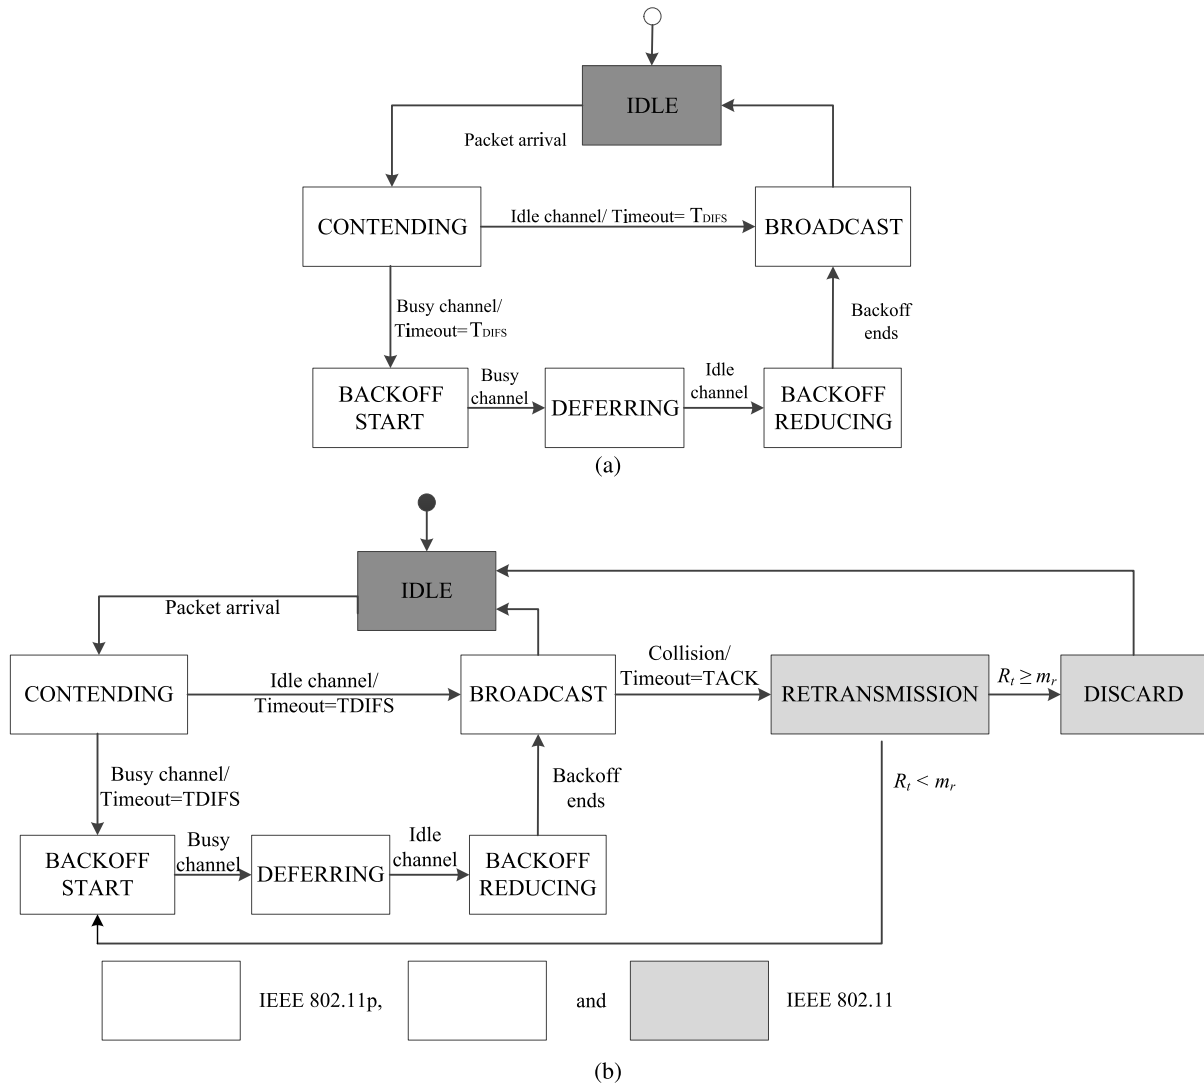 IDLE
Packet arrival
CONTENDING
Idle channel/ Timeout= TDIFS
BROADCAST
Busy channel/
Timeout=TDIFS
Backoff
ends
BACKOFF
START
Busy
channel
DEFERRING
Idle
channel
BACKOFF
REDUCING
(a)
IDLE
Packet arrival
CONTENDING
Idle channel/
Timeout=TDIFS
BROADCAST
Collision/
Timeout=TACK
RETRANSMISSION
Rt ≥ mr
DISCARD
Busy channel/
Timeout=TDIFS
Backoff
ends
Rt < mr
BACKOFF
START
Busy
channel
DEFERRING
Idle
channel
BACKOFF
REDUCING
IEEE 802.11p, and IEEE 802.11
(b)